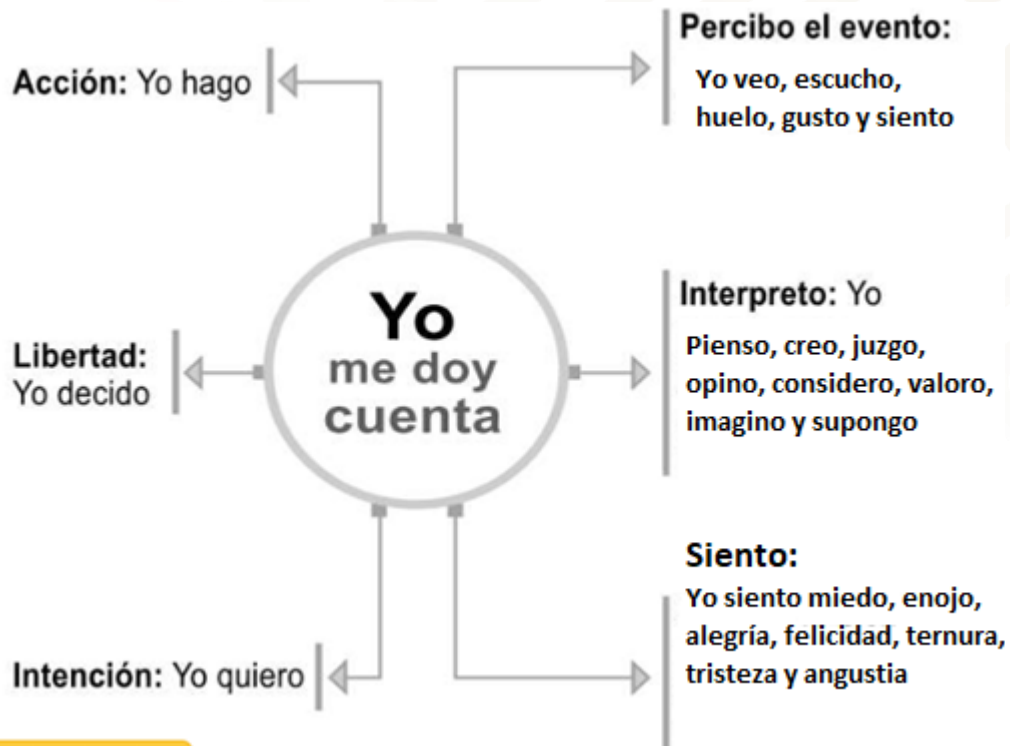 Percibo el evento:
Yo veo, escucho,
huelo, gusto y siento
Acción: Yo hago
Interpreto: Yo
Pienso, creo, juzgo,
opino, considero, valoro,
imagino y supongo
Yo
me doy
cuenta
Libertad:
Yo decido
Siento:
Yo siento miedo, enojo,
alegría, felicidad, ternura,
tristeza y angustia
Intención: Yo quiero